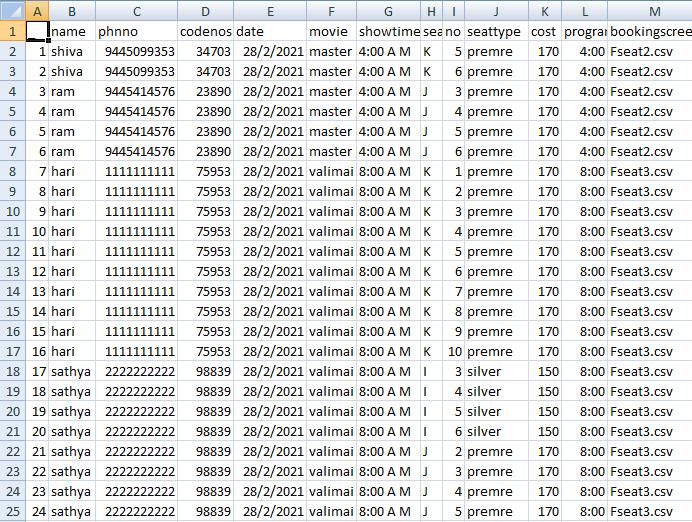 A B C D E F G H I J K L M
1 name phnno codenos date movie showtime sea no seattype cost program bookingscree
2 1 shiva 9445099353 34703 28/2/2021 master 4:00 A M K 5 premre 170 4:00 Fseat2.csv
3 2 shiva 9445099353 34703 28/2/2021 master 4:00 A M K 6 premre 170 4:00 Fseat2.csv
4 3 ram 9445414576 23890 28/2/2021 master 4:00 A M J 3 premre 170 4:00 Fseat2.csv
5 4 ram 9445414576 23890 28/2/2021 master 4:00 A M J 4 premre 170 4:00 Fseat2.csv
6 5 ram 9445414576 23890 28/2/2021 master 4:00 A M J 5 premre 170 4:00 Fseat2.csv
7 6 ram 9445414576 23890 28/2/2021 master 4:00 A M J 6 premre 170 4:00 Fseat2.csv
8 7 hari 1111111111 75953 28/2/2021 valimai 8:00 A M K 1 premre 170 8:00 Fseat3.csv
9 8 hari 1111111111 75953 28/2/2021 valimai 8:00 A M K 2 premre 170 8:00 Fseat3.csv
10 9 hari 1111111111 75953 28/2/2021 valimai 8:00 A M K 3 premre 170 8:00 Fseat3.csv
11 10 hari 1111111111 75953 28/2/2021 valimai 8:00 A M K 4 premre 170 8:00 Fseat3.csv
12 11 hari 1111111111 75953 28/2/2021 valimai 8:00 A M K 5 premre 170 8:00 Fseat3.csv
13 12 hari 1111111111 75953 28/2/2021 valimai 8:00 A M K 6 premre 170 8:00 Fseat3.csv
14 13 hari 1111111111 75953 28/2/2021 valimai 8:00 A M K 7 premre 170 8:00 Fseat3.csv
15 14 hari 1111111111 75953 28/2/2021 valimai 8:00 A M K 8 premre 170 8:00 Fseat3.csv
16 15 hari 1111111111 75953 28/2/2021 valimai 8:00 A M K 9 premre 170 8:00 Fseat3.csv
17 16 hari 1111111111 75953 28/2/2021 valimai 8:00 A M K 10 premre 170 8:00 Fseat3.csv
18 17 sathya 2222222222 98839 28/2/2021 valimai 8:00 A M I 3 silver 150 8:00 Fseat3.csv
19 18 sathya 2222222222 98839 28/2/2021 valimai 8:00 A M I 4 silver 150 8:00 Fseat3.csv
20 19 sathya 2222222222 98839 28/2/2021 valimai 8:00 A M I 5 silver 150 8:00 Fseat3.csv
21 20 sathya 2222222222 98839 28/2/2021 valimai 8:00 A M I 6 silver 150 8:00 Fseat3.csv
22 21 sathya 2222222222 98839 28/2/2021 valimai 8:00 A M J 2 premre 170 8:00 Fseat3.csv
23 22 sathya 2222222222 98839 28/2/2021 valimai 8:00 A M J 3 premre 170 8:00 Fseat3.csv
24 23 sathya 2222222222 98839 28/2/2021 valimai 8:00 A M J 4 premre 170 8:00 Fseat3.csv
25 24 sathya 2222222222 98839 28/2/2021 valimai 8:00 A M J 5 premre 170 8:00 Fseat3.csv